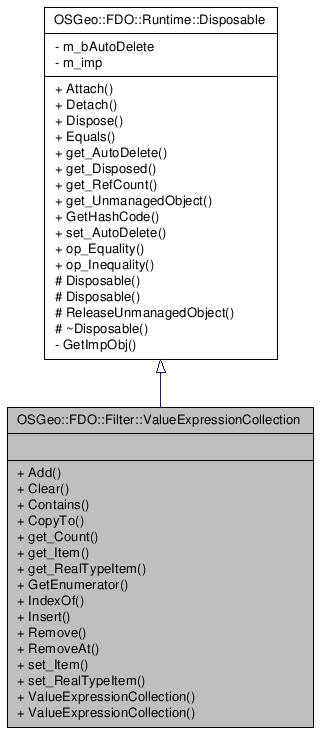 OSGeo::FDO::Runtime::Disposable
- m_bAutoDelete
- m_imp
+ Attach()
+ Detach()
+ Dispose()
+ Equals()
+ get_AutoDelete()
+ get_Disposed()
+ get_RefCount()
+ get_UnmanagedObject()
+ GetHashCode()
+ set_AutoDelete()
+ op_Equality()
+ op_Inequality()
# Disposable()
# Disposable()
# ReleaseUnmanagedObject()
# ~Disposable()
- GetImpObj()
OSGeo::FDO::Filter::ValueExpressionCollection
+ Add()
+ Clear()
+ Contains()
+ CopyTo()
+ get_Count()
+ get_Item()
+ get_RealTypeItem()
+ GetEnumerator()
+ IndexOf()
+ Insert()
+ Remove()
+ RemoveAt()
+ set_Item()
+ set_RealTypeItem()
+ ValueExpressionCollection()
+ ValueExpressionCollection()